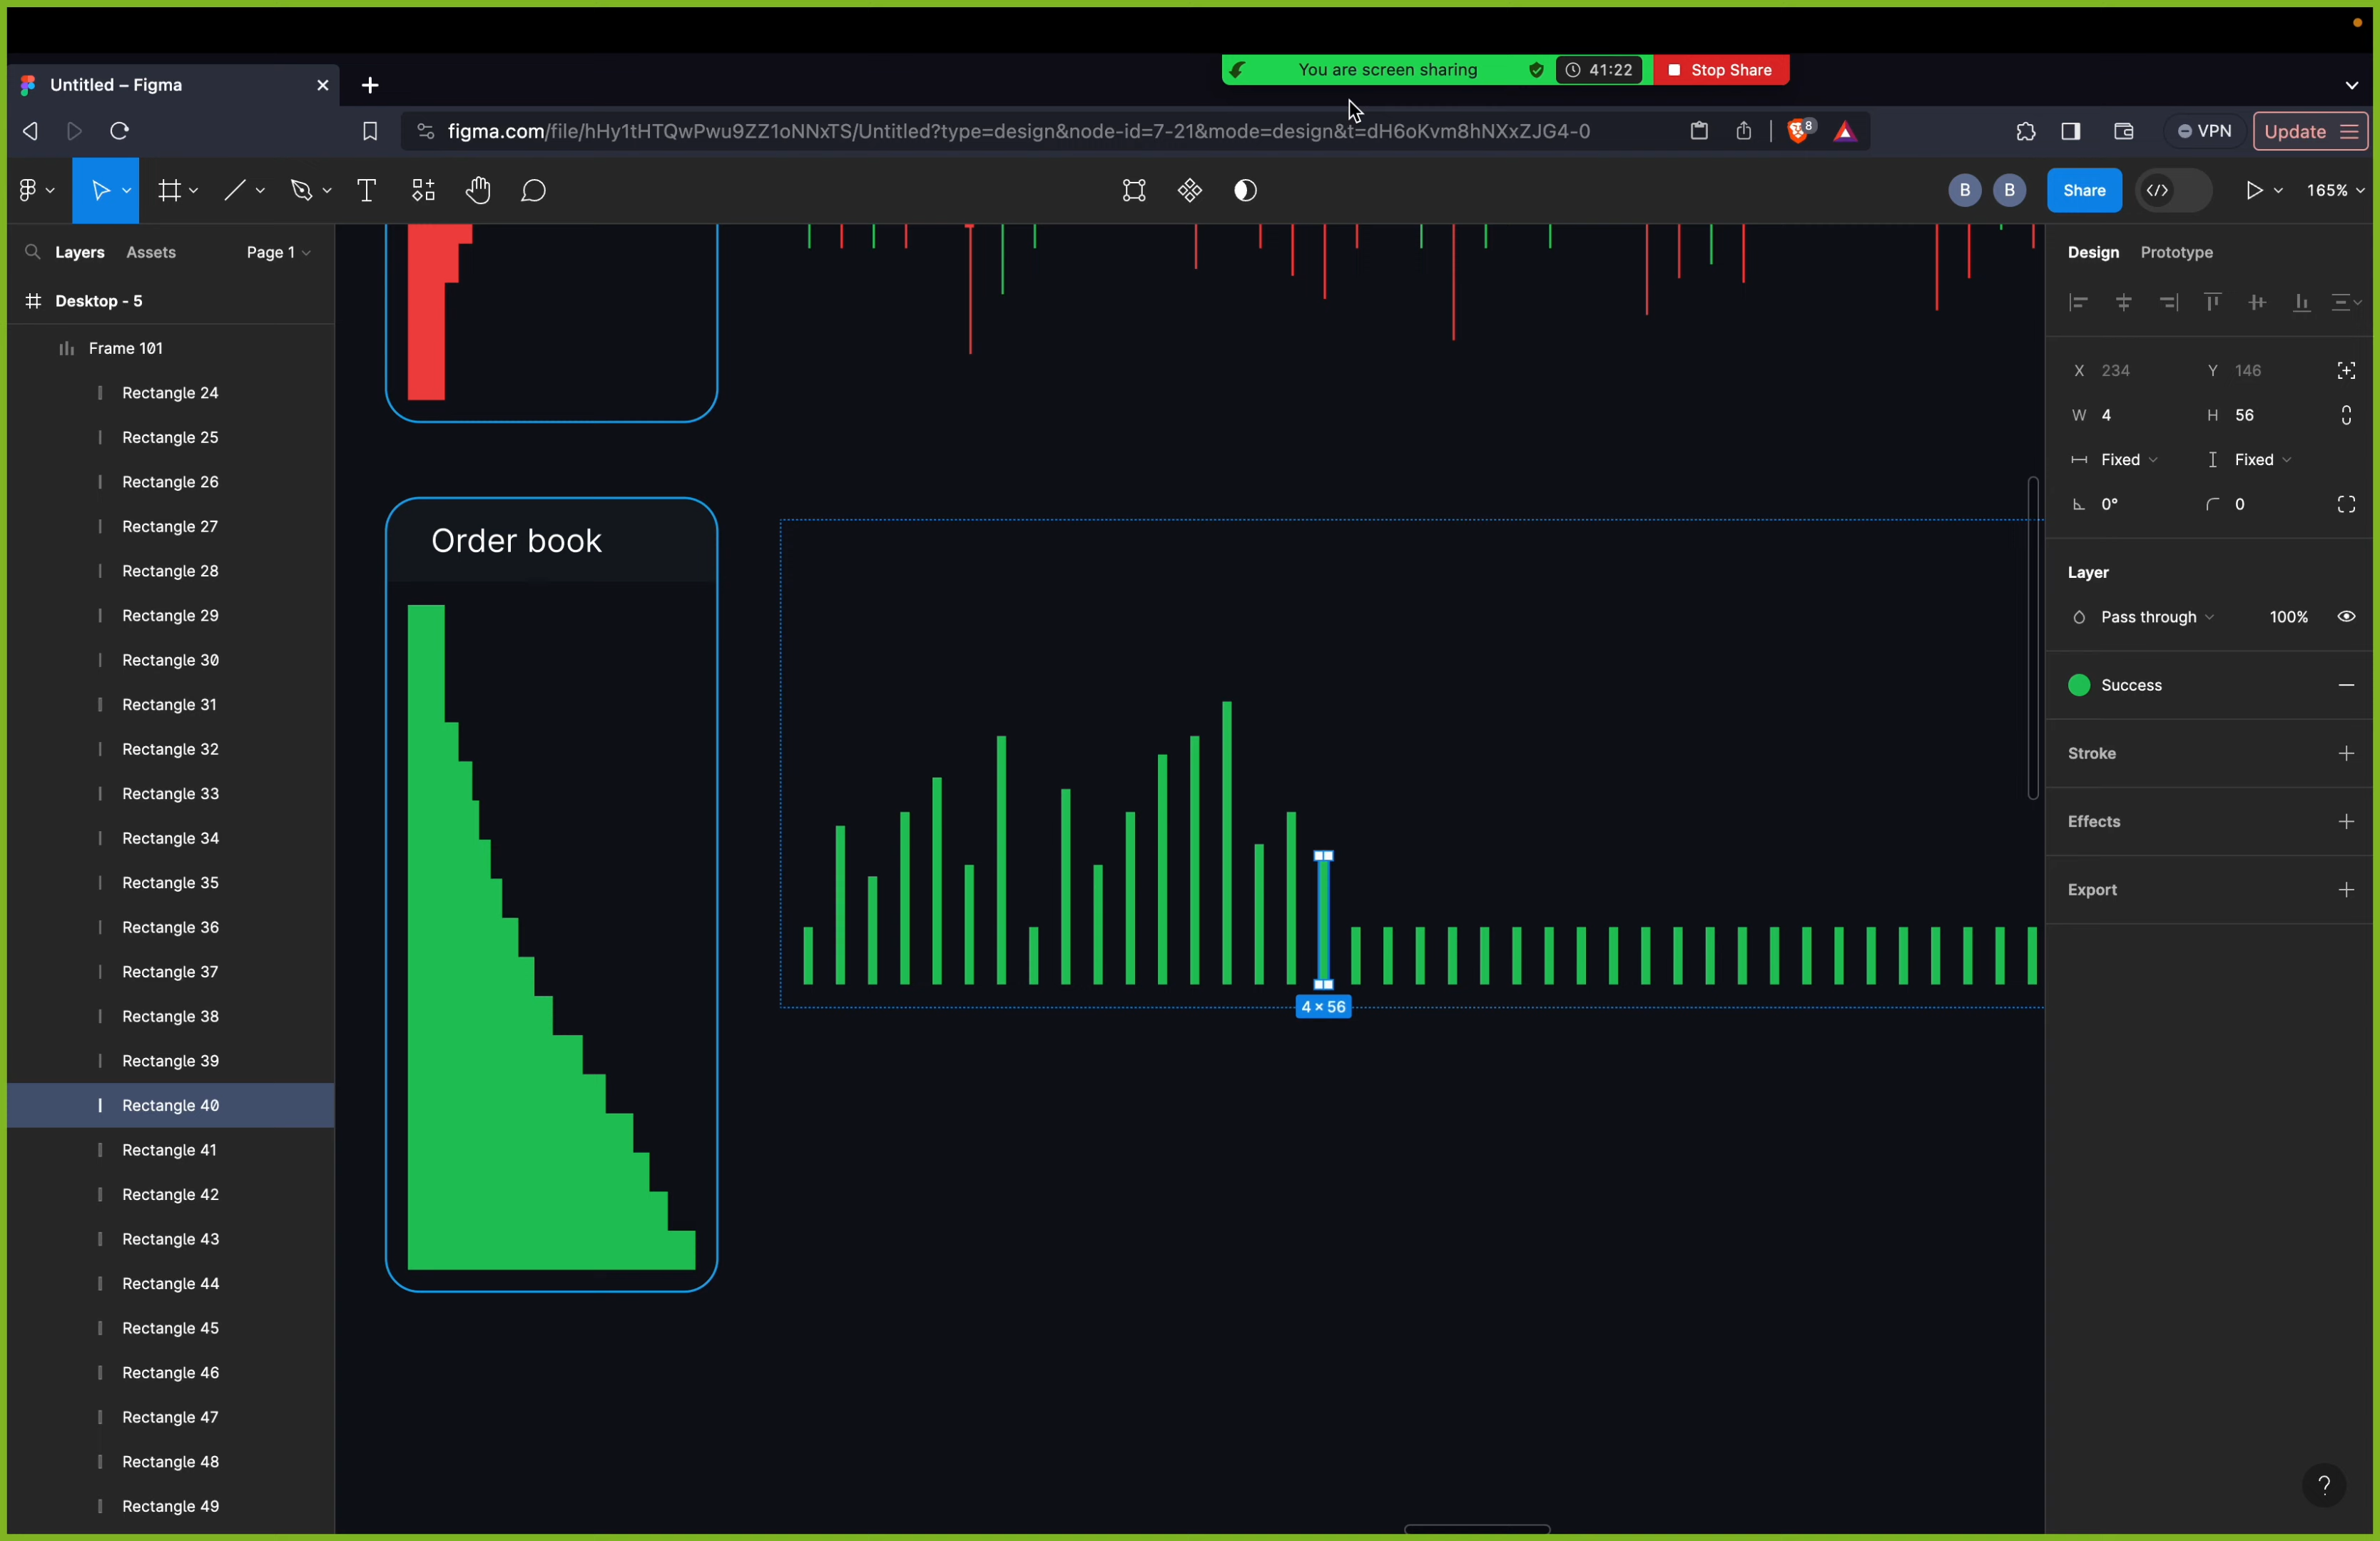 You are screen sharing 41:22 Stop Share
Untitled – Figma
figma.com/file/hHy1tHTQwPwu9ZZ1oNNxTS/Untitled?type=design&node-id=7-21&mode=design&t=dH6oKvm8hNXxZJG4-0
8
VPN
Update
B B Share 165%
Layers Assets Page 1
Design Prototype
Desktop - 5
Frame 101
Rectangle 24
Rectangle 25
Rectangle 26
Rectangle 27
Rectangle 28
Rectangle 29
Rectangle 30
Rectangle 31
Rectangle 32
Rectangle 33
Rectangle 34
Rectangle 35
Rectangle 36
Rectangle 37
Rectangle 38
Rectangle 39
Rectangle 40
Rectangle 41
Rectangle 42
Rectangle 43
Rectangle 44
Rectangle 45
Rectangle 46
Rectangle 47
Rectangle 48
Rectangle 49
Order book
4 × 56
X 234 Y 146
W 4 H 56
Fixed Fixed
0° 0
Layer
Pass through 100%
Success
Stroke
Effects
Export
?